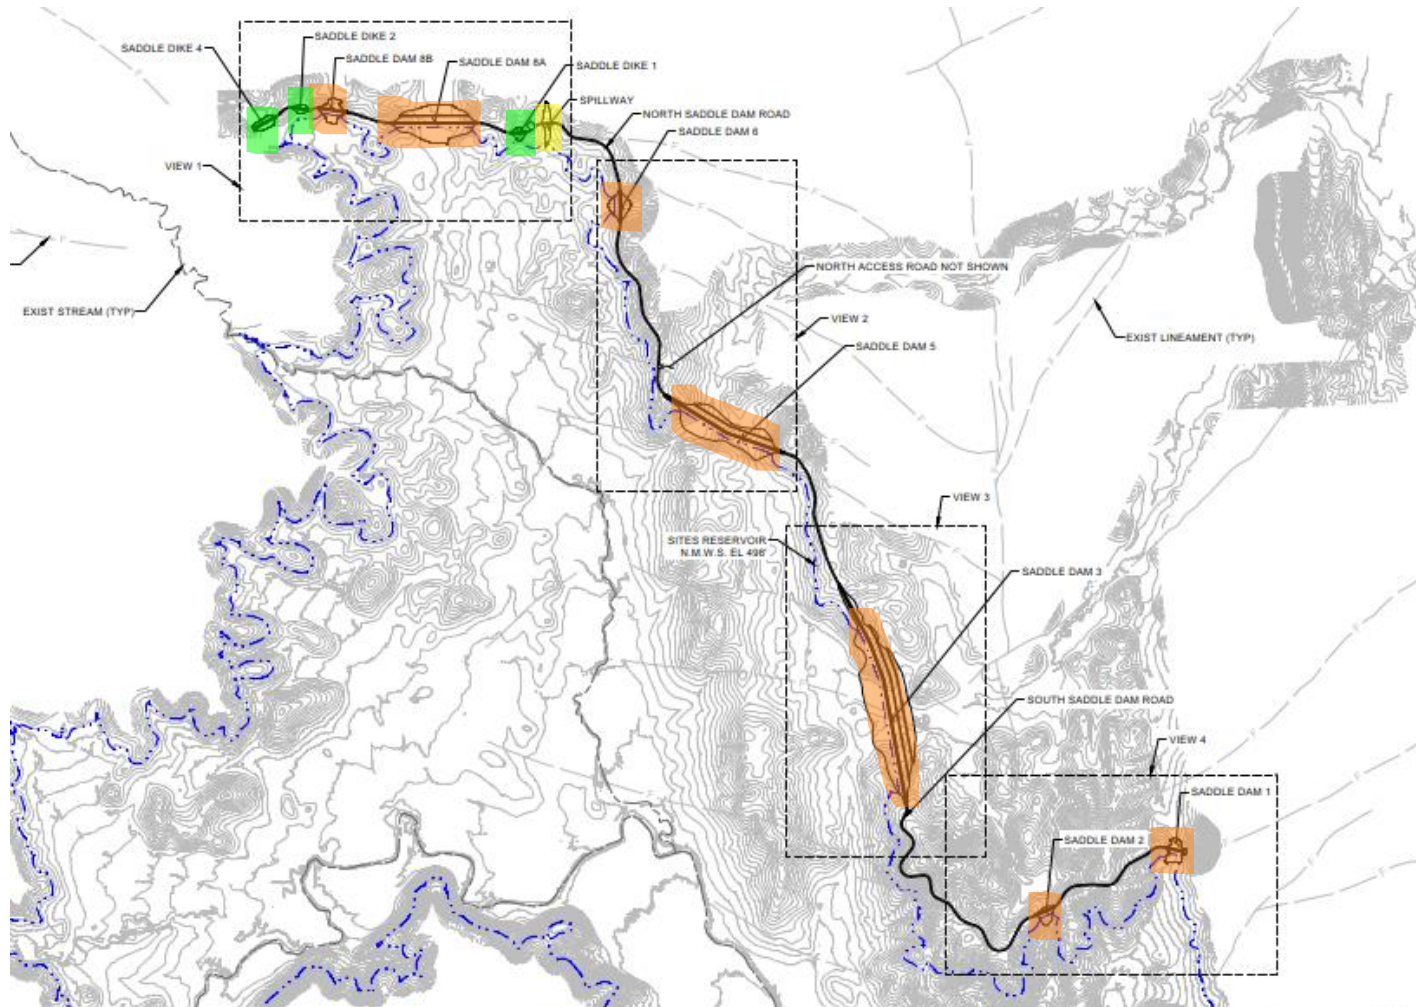 SADDLE DIKE 2
SADDLE DIKE 4
SADDLE DAM 8B
SADDLE DAM 8A
SADDLE DIKE 1
SPILLWAY
NORTH SADDLE DAM ROAD
SADDLE DAM 6
VIEW 1
NORTH ACCESS ROAD NOT SHOWN
EXIST STREAM (TYP)
VIEW 2
EXIST LINEAMENT (TYP)
SADDLE DAM 5
VIEW 3
SITES RESERVOIR
N.M.W.S. EL 498'
SADDLE DAM 3
SOUTH SADDLE DAM ROAD
VIEW 4
SADDLE DAM 1
SADDLE DAM 2